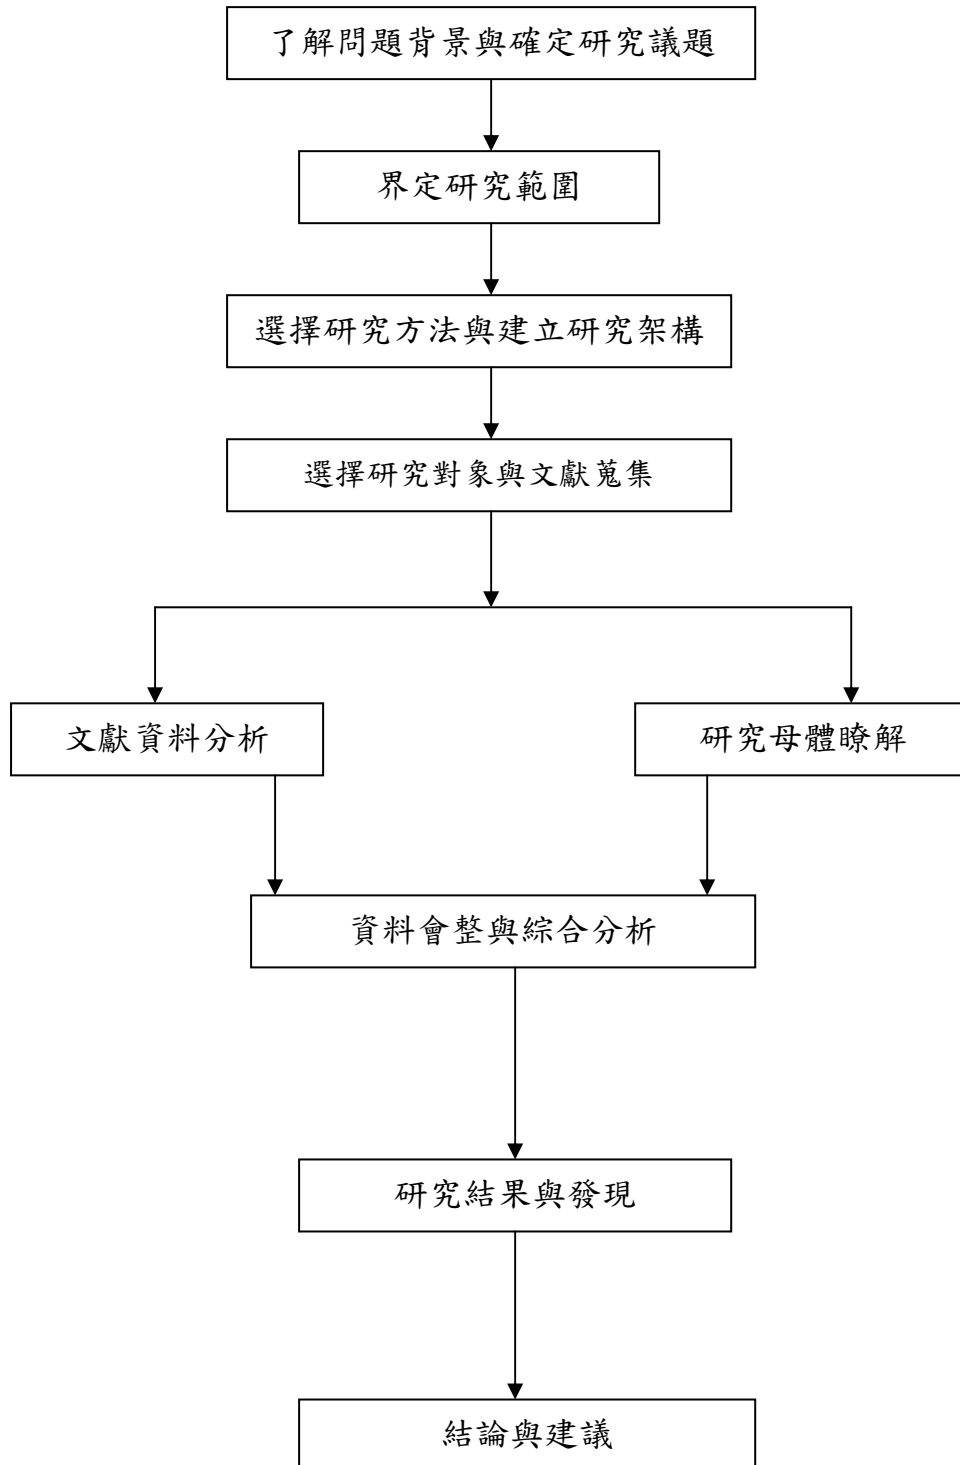 了解問題背景與確定研究議題
界定研究範圍
選擇研究方法與建立研究架構
選擇研究對象與文獻蒐集
文獻資料分析
研究母體瞭解
資料會整與綜合分析
研究結果與發現
結論與建議